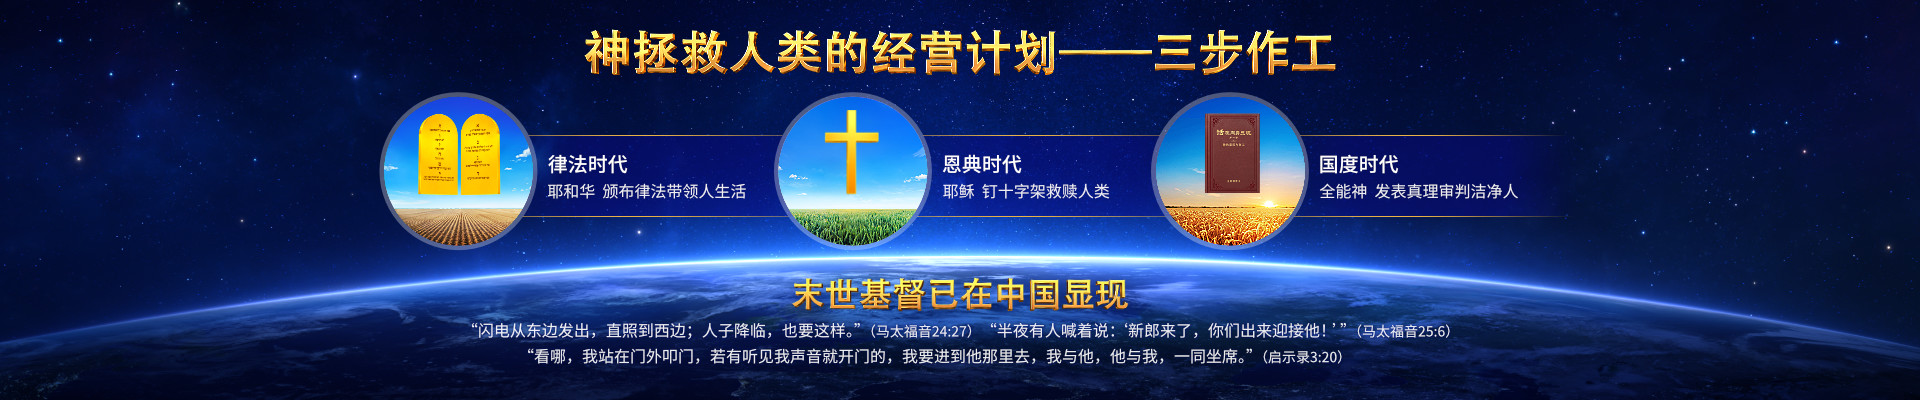 神拯救人类的经营计划——三步作工
律法时代
耶和华 颁布律法带领人生活
恩典时代
耶稣 钉十字架救赎人类
国度时代
全能神 发表真理审判洁净人
末世基督已在中国显现
“闪电从东边发出，直照到西边；人子降临，也要这样。”（马太福音24:27）“半夜有人喊着说：‘新郎来了，你们出来迎接他！’”（马太福音25:6）
“看哪，我站在门外叩门，若有听见我声音就开门的，我要进到他那里去，我与他，他与我，一同坐席。”（启示录3:20）